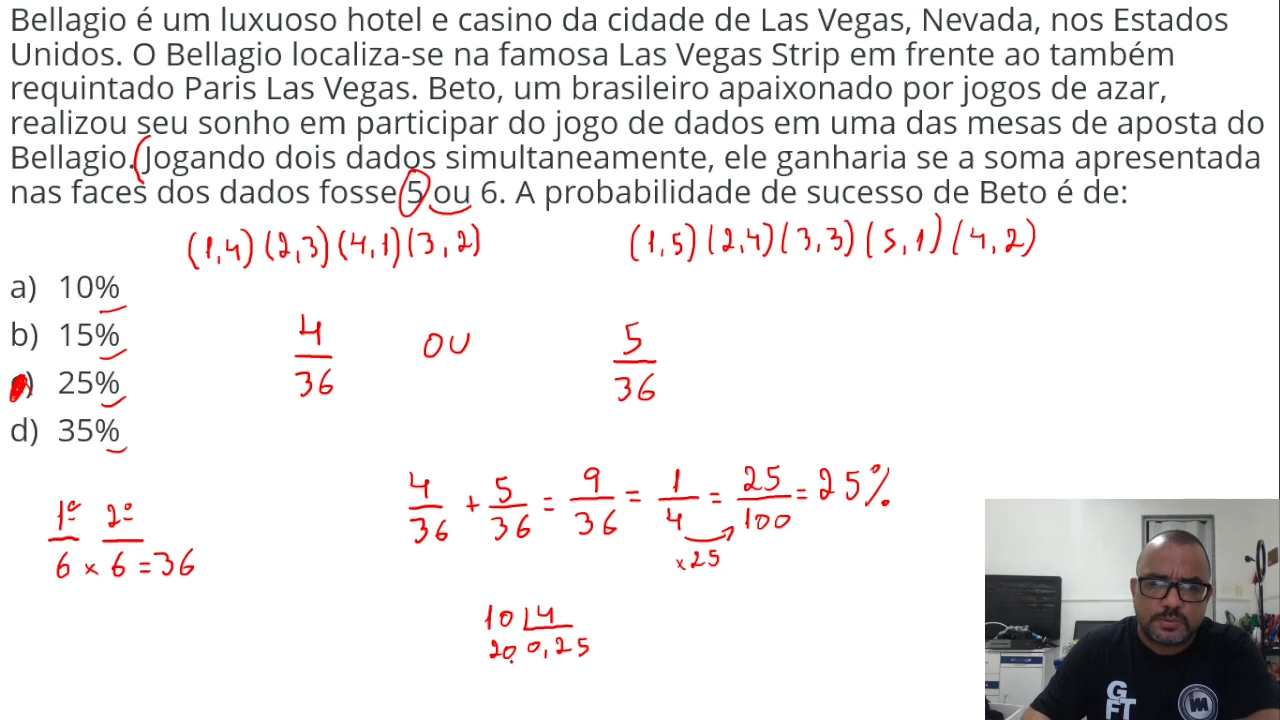 Bellagio é um luxuoso hotel e casino da cidade de Las Vegas, Nevada, nos Estados
Unidos. O Bellagio localiza-se na famosa Las Vegas Strip em frente ao também
requintado Paris Las Vegas. Beto, um brasileiro apaixonado por jogos de azar,
realizou seu sonho em participar do jogo de dados em uma das mesas de aposta do
Bellagio. (Jogando dois dados simultaneamente, ele ganharia se a soma apresentada
nas faces dos dados fosse 5 ou 6. A probabilidade de sucesso de Beto é de:
(1,4) (2,3) (4,1) (3,2) (1,5) (2,4) (3,3) (5,1) (4,2)
a) 10%
b) 15%
) 25%
d) 35%
4/36 ou 5/36
4/36 + 5/36 = 9/36 = 1/4 = 25/100 = 25%
×25
1º 2º
6 × 6 = 36
10 4
20 0,25
G
FT